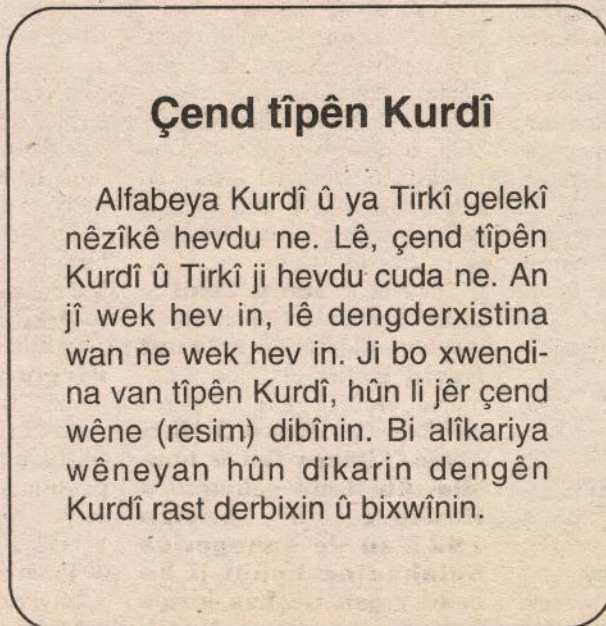 Çend tîpên Kurdî
Alfabeya Kurdî û ya Tirkî gelekî
nêzîkê hevdu ne. Lê, çend tîpên
Kurdî û Tirkî ji hevdu cuda ne. An
jî wek hev in, lê dengderxistina
wan ne wek hev in. Ji bo xwendi-
na van tîpên Kurdî, hûn li jêr çend
wêne (resim) dibînin. Bi alîkariya
wêneyan hûn dikarin dengên
Kurdî rast derbixin û bixwînin.